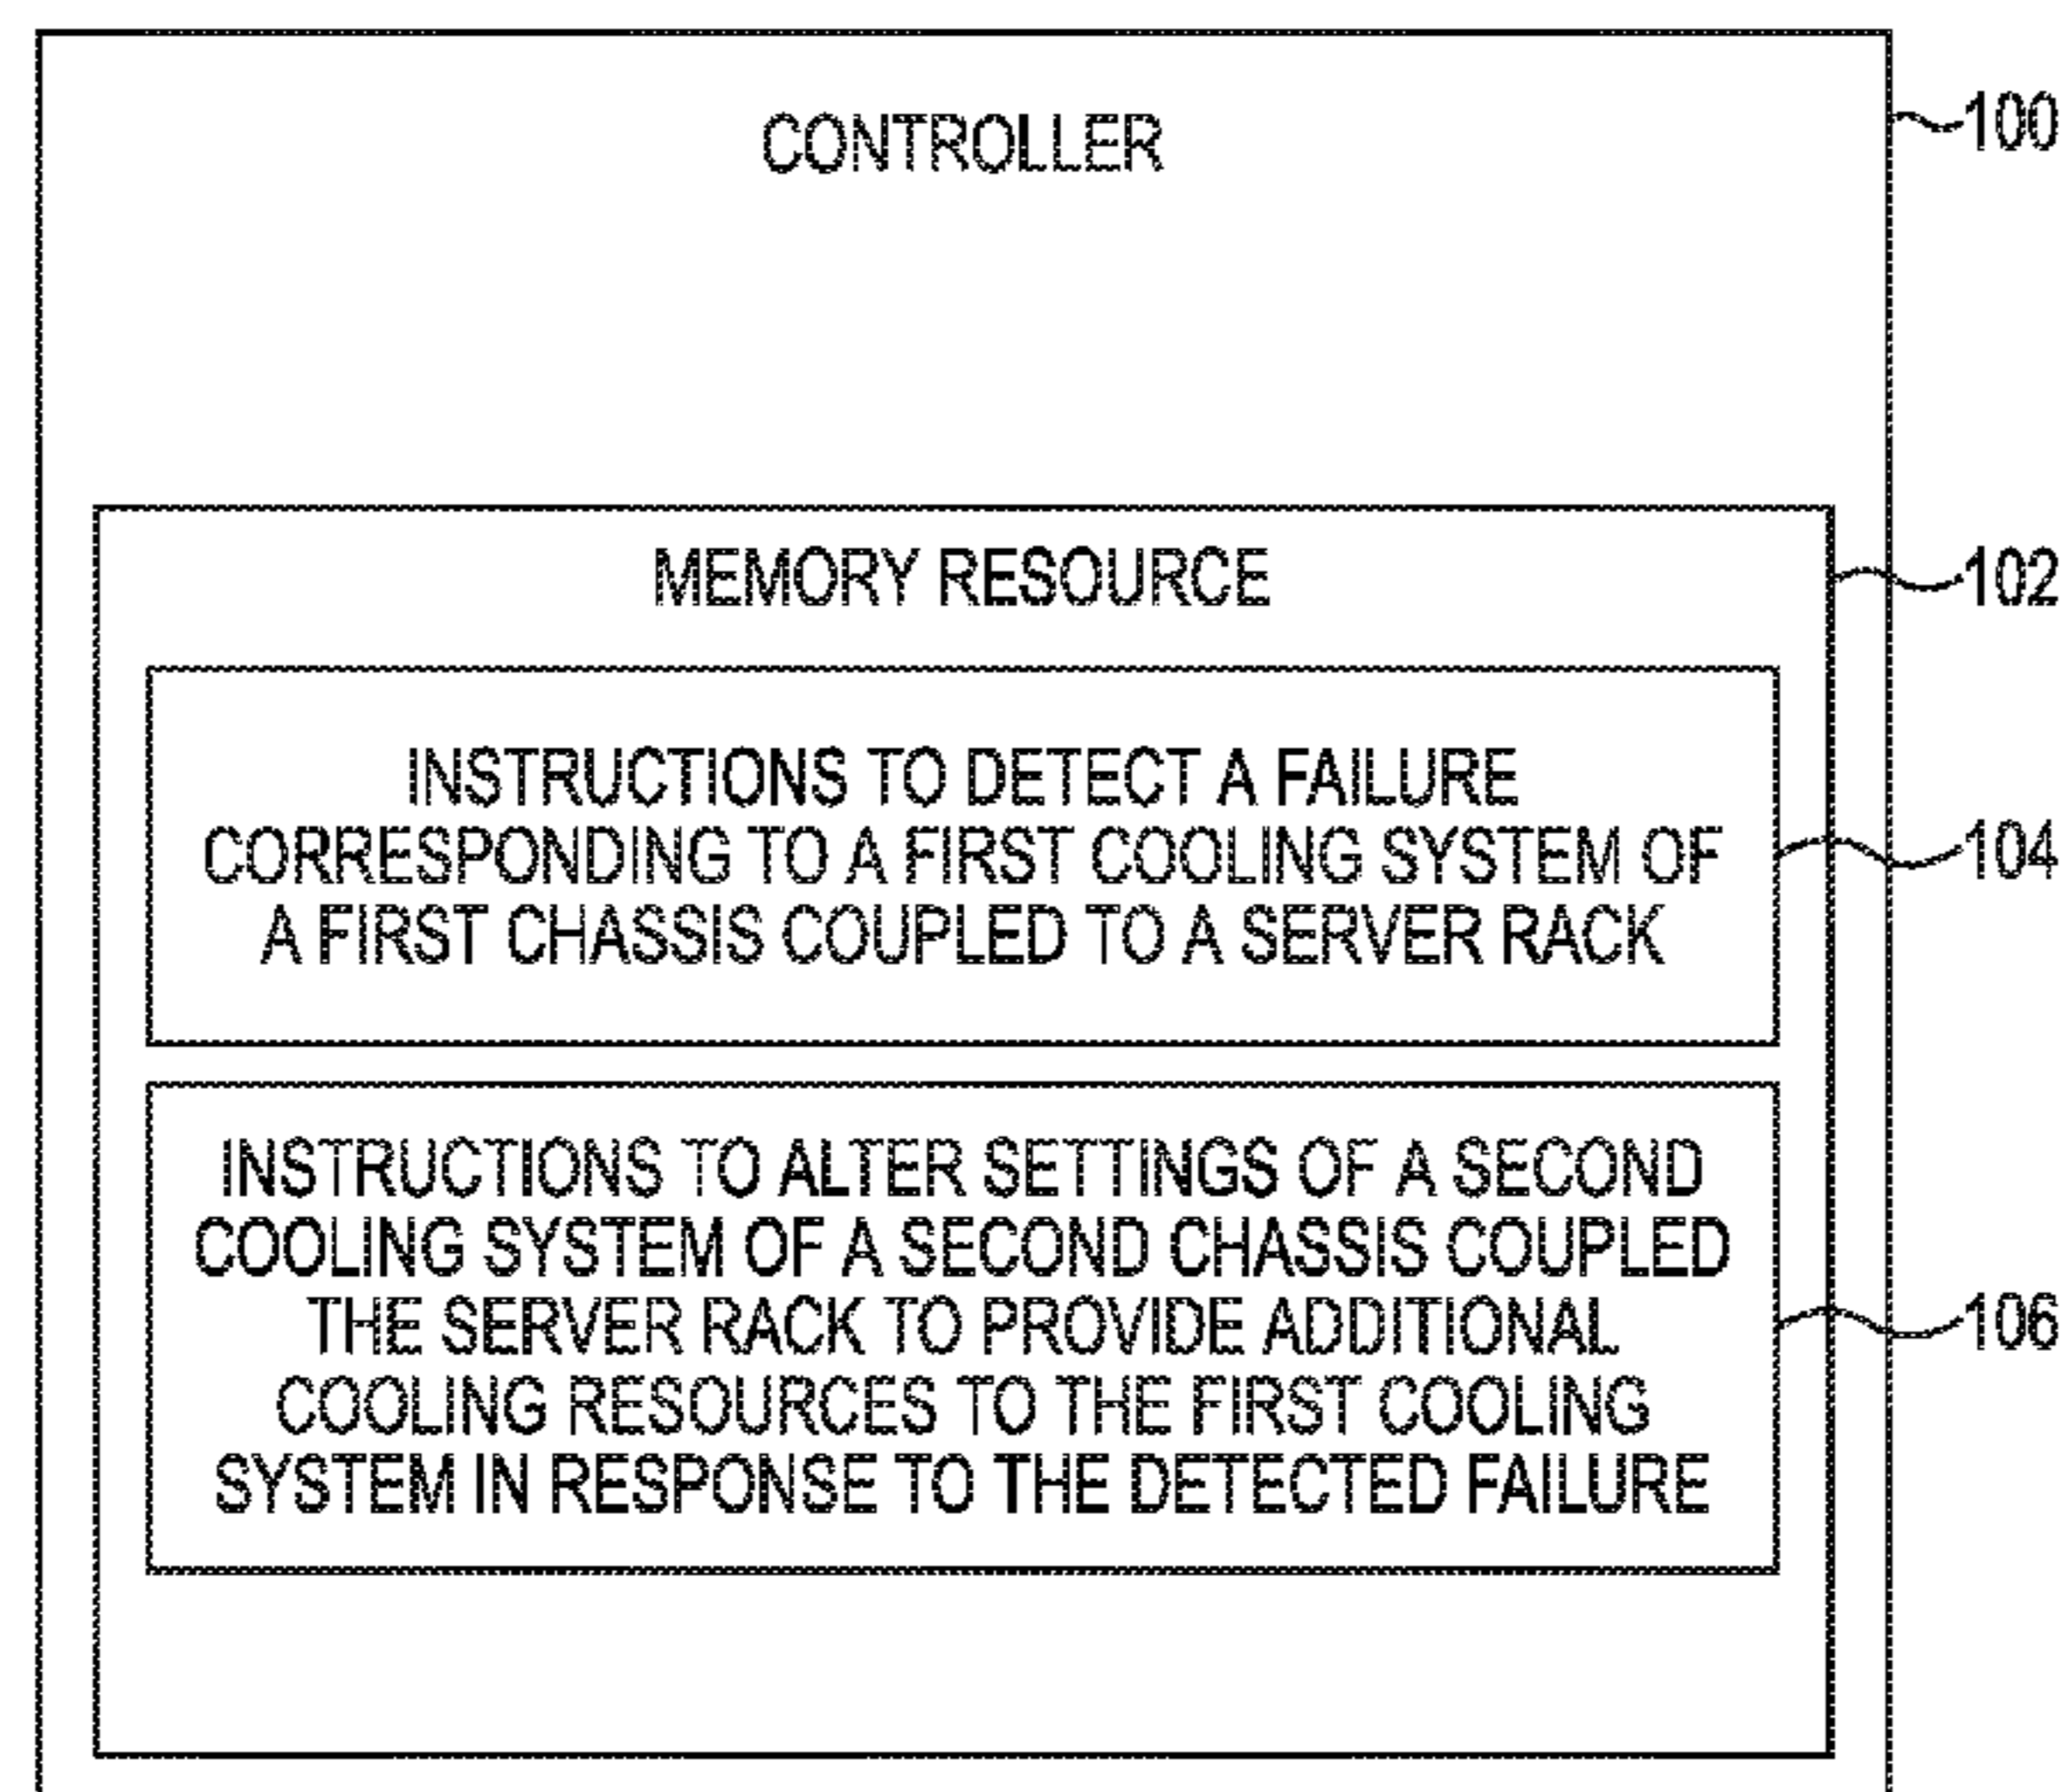 CONTROLLER
100
MEMORY RESOURCE
102
INSTRUCTIONS TO DETECT A FAILURE
CORRESPONDING TO A FIRST COOLING SYSTEM OF
A FIRST CHASSIS COUPLED TO A SERVER RACK
104
INSTRUCTIONS TO ALTER SETTINGS OF A SECOND
COOLING SYSTEM OF A SECOND CHASSIS COUPLED
THE SERVER RACK TO PROVIDE ADDITIONAL
COOLING RESOURCES TO THE FIRST COOLING
SYSTEM IN RESPONSE TO THE DETECTED FAILURE
106